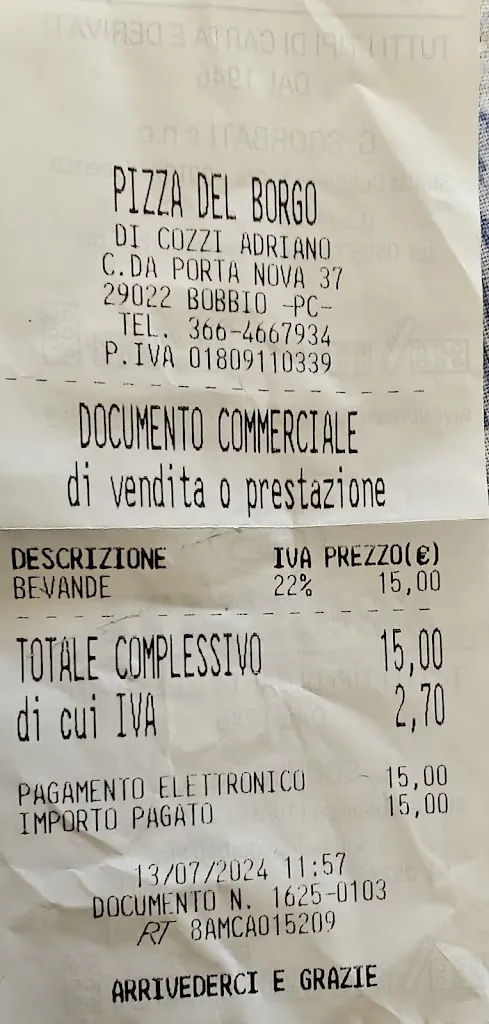 PIZZA DEL BORGO
DI COZZI ADRIANO
C.DA PORTA NOVA 37
29022 BOBBIO -PC-
TEL. 366-4667934
P.IVA 01809110339
DOCUMENTO COMMERCIALE
di vendita o prestazione
DESCRIZIONE IVA PREZZO(€)
BEVANDE 22% 15,00
TOTALE COMPLESSIVO 15,00
di cui IVA 2,70
PAGAMENTO ELETTRONICO 15,00
IMPORTO PAGATO 15,00
13/07/2024 11:57
DOCUMENTO N. 1625-0103
RT 8AMCA015209
ARRIVEDERCI E GRAZIE